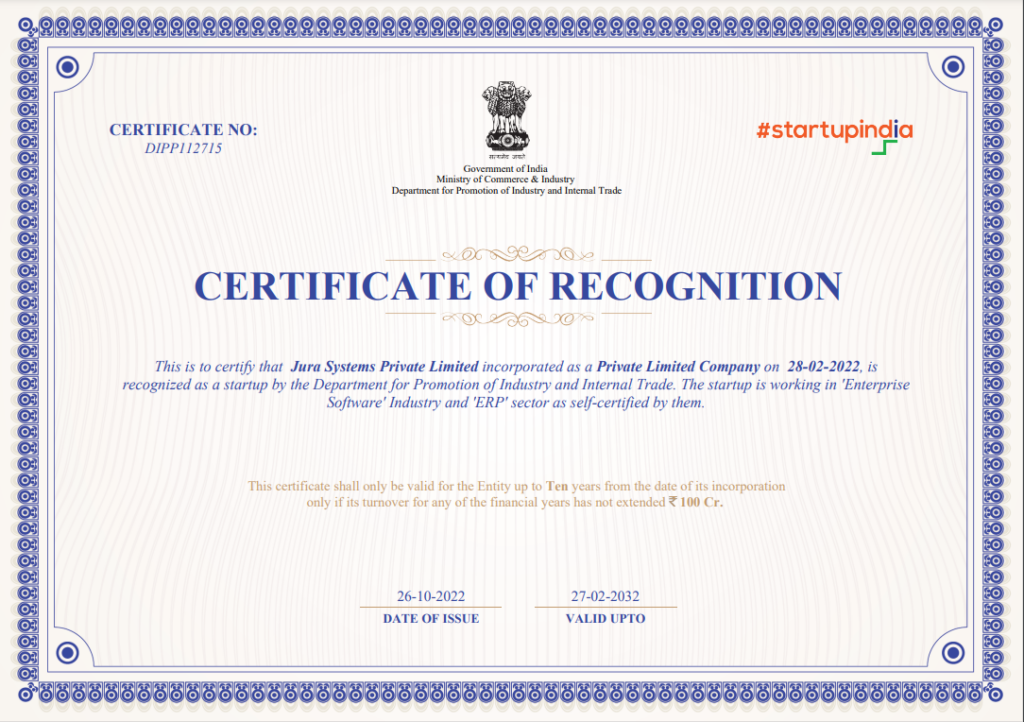 CERTIFICATE NO:
DIPP112715
सत्यमेव जयते
Government of India
Ministry of Commerce & Industry
Department for Promotion of Industry and Internal Trade
#startupindia
CERTIFICATE OF RECOGNITION
This is to certify that Jura Systems Private Limited incorporated as a Private Limited Company on 28-02-2022, is
recognized as a startup by the Department for Promotion of Industry and Internal Trade. The startup is working in 'Enterprise
Software' Industry and 'ERP' sector as self-certified by them.
This certificate shall only be valid for the Entity up to Ten years from the date of its incorporation
only if its turnover for any of the financial years has not extended ₹ 100 Cr.
26-10-2022
DATE OF ISSUE
27-02-2032
VALID UPTO